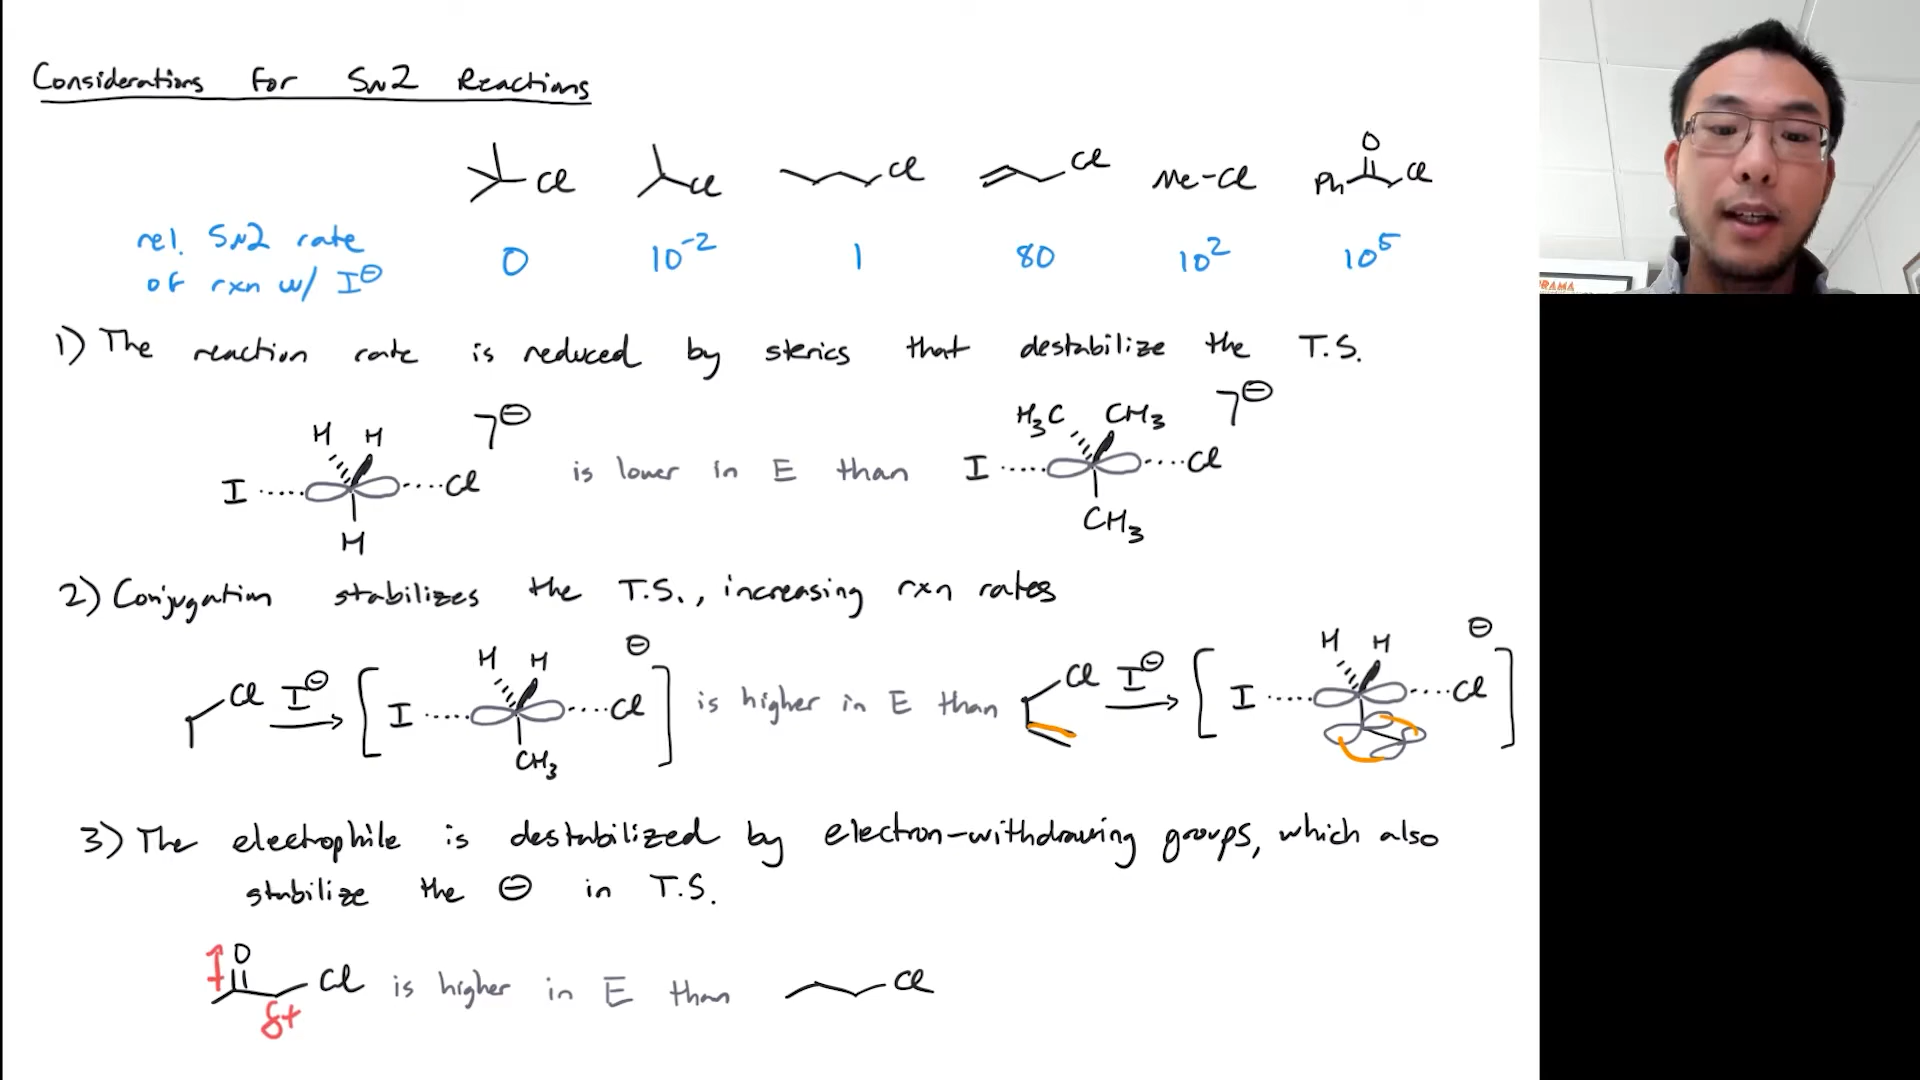 Considerations For SN2 Reactions
Cl Cl Cl Cl Me-Cl Ph O Cl
rel. SN2 rate
of rxn w/ I⊖
0 10⁻² 1 80 10² 10⁵
1) The reaction rate is reduced by sterics that destabilize the T.S.
H H ⊖ H₃C CH₃ ⊖
I Cl is lower in E than I Cl
H CH₃
2) Conjugation stabilizes the T.S., increasing rxn rates
H H ⊖ H H ⊖
Cl I⊖ I Cl is higher in E than Cl I⊖ I Cl
CH₃
3) The electrophile is destabilized by electron-withdrawing groups, which also
stabilize the ⊖ in T.S.
O
Cl is higher in E than Cl
δ+
RAMA